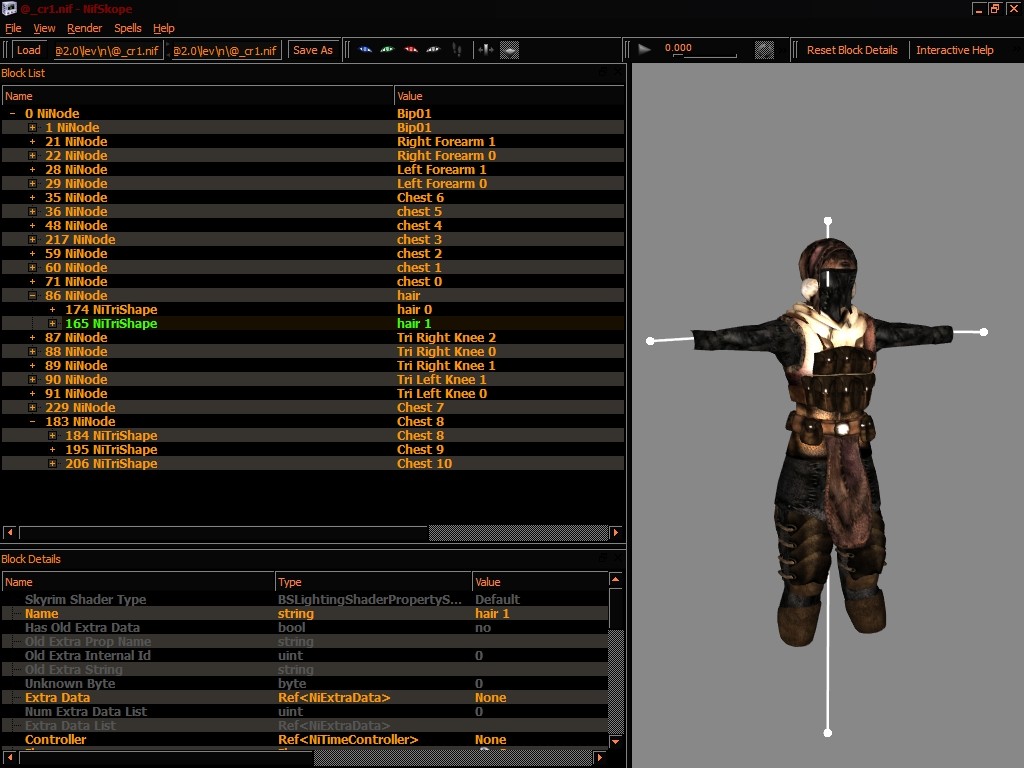 @_cr1.nif - NifSkope
File View Render Spells Help
Load @2.0\lev\n\@_cr1.nif @2.0\lev\n\@_cr1.nif Save As 0.000 Reset Block Details Interactive Help
Block List
Name Value
0 NiNode Bip01
1 NiNode Bip01
21 NiNode Right Forearm 1
22 NiNode Right Forearm 0
28 NiNode Left Forearm 1
29 NiNode Left Forearm 0
35 NiNode Chest 6
36 NiNode chest 5
48 NiNode chest 4
217 NiNode chest 3
59 NiNode chest 2
60 NiNode chest 1
71 NiNode chest 0
86 NiNode hair
174 NiTriShape hair 0
165 NiTriShape hair 1
87 NiNode Tri Right Knee 2
88 NiNode Tri Right Knee 0
89 NiNode Tri Right Knee 1
90 NiNode Tri Left Knee 1
91 NiNode Tri Left Knee 0
229 NiNode Chest 7
183 NiNode Chest 8
184 NiTriShape Chest 8
195 NiTriShape Chest 9
206 NiTriShape Chest 10
Block Details
Name Type Value
Skyrim Shader Type BSLightingShaderPropertyS... Default
Name string hair 1
Has Old Extra Data bool no
Old Extra Prop Name string
Old Extra Internal Id uint 0
Old Extra String string
Unknown Byte byte 0
Extra Data Ref<NiExtraData> None
Num Extra Data List uint 0
Extra Data List Ref<NiExtraData>
Controller Ref<NiTimeController> None